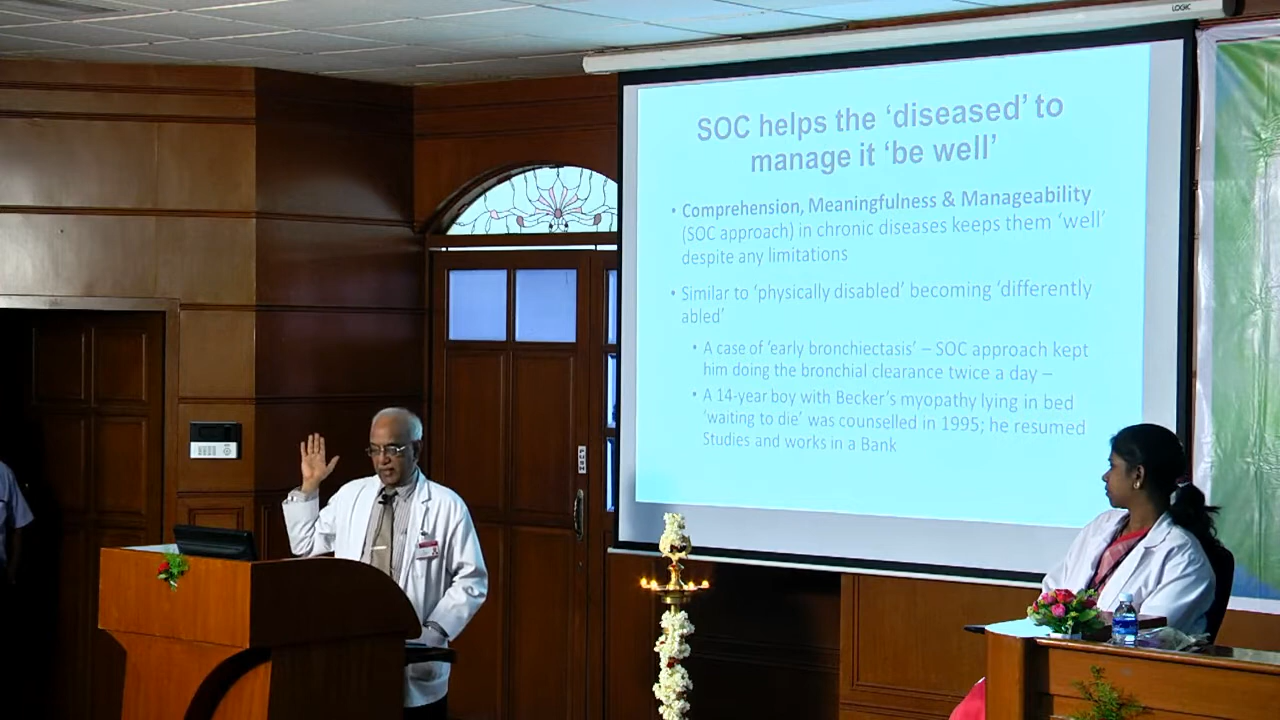 LOGIC
SOC helps the ‘diseased’ to
manage it ‘be well’
• Comprehension, Meaningfulness & Manageability
(SOC approach) in chronic diseases keeps them ‘well’
despite any limitations
• Similar to ‘physically disabled’ becoming ‘differently
abled’
• A case of ‘early bronchiectasis’ – SOC approach kept
him doing the bronchial clearance twice a day –
• A 14-year boy with Becker’s myopathy lying in bed
‘waiting to die’ was counselled in 1995; he resumed
Studies and works in a Bank
PUSH